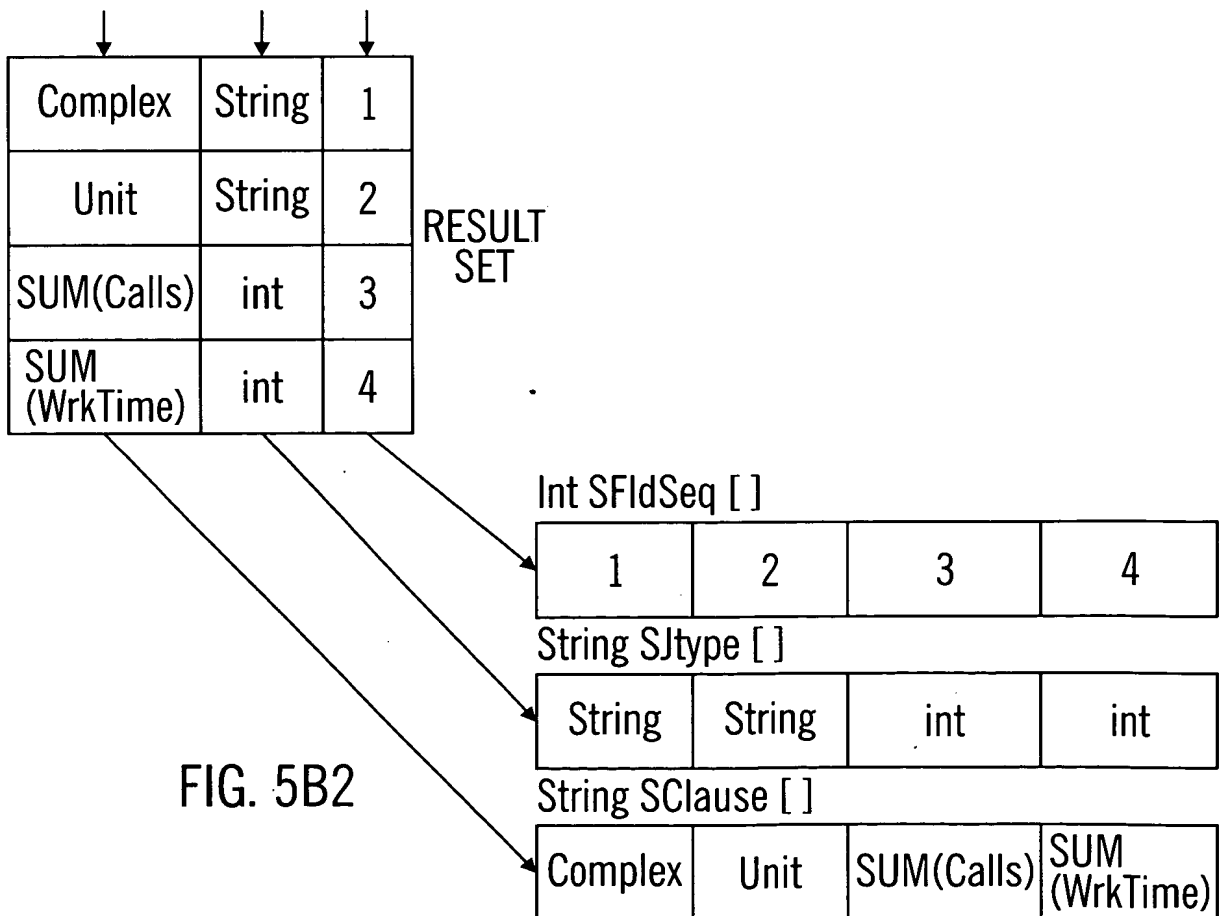 Complex String 1
Unit String 2
RESULT
SET
SUM(Calls) int 3
SUM
(WrkTime) int 4
Int SFldSeq [ ]
1 2 3 4
String SJtype [ ]
String String int int
FIG. 5B2
String SClause [ ]
Complex Unit SUM(Calls) SUM
(WrkTime)